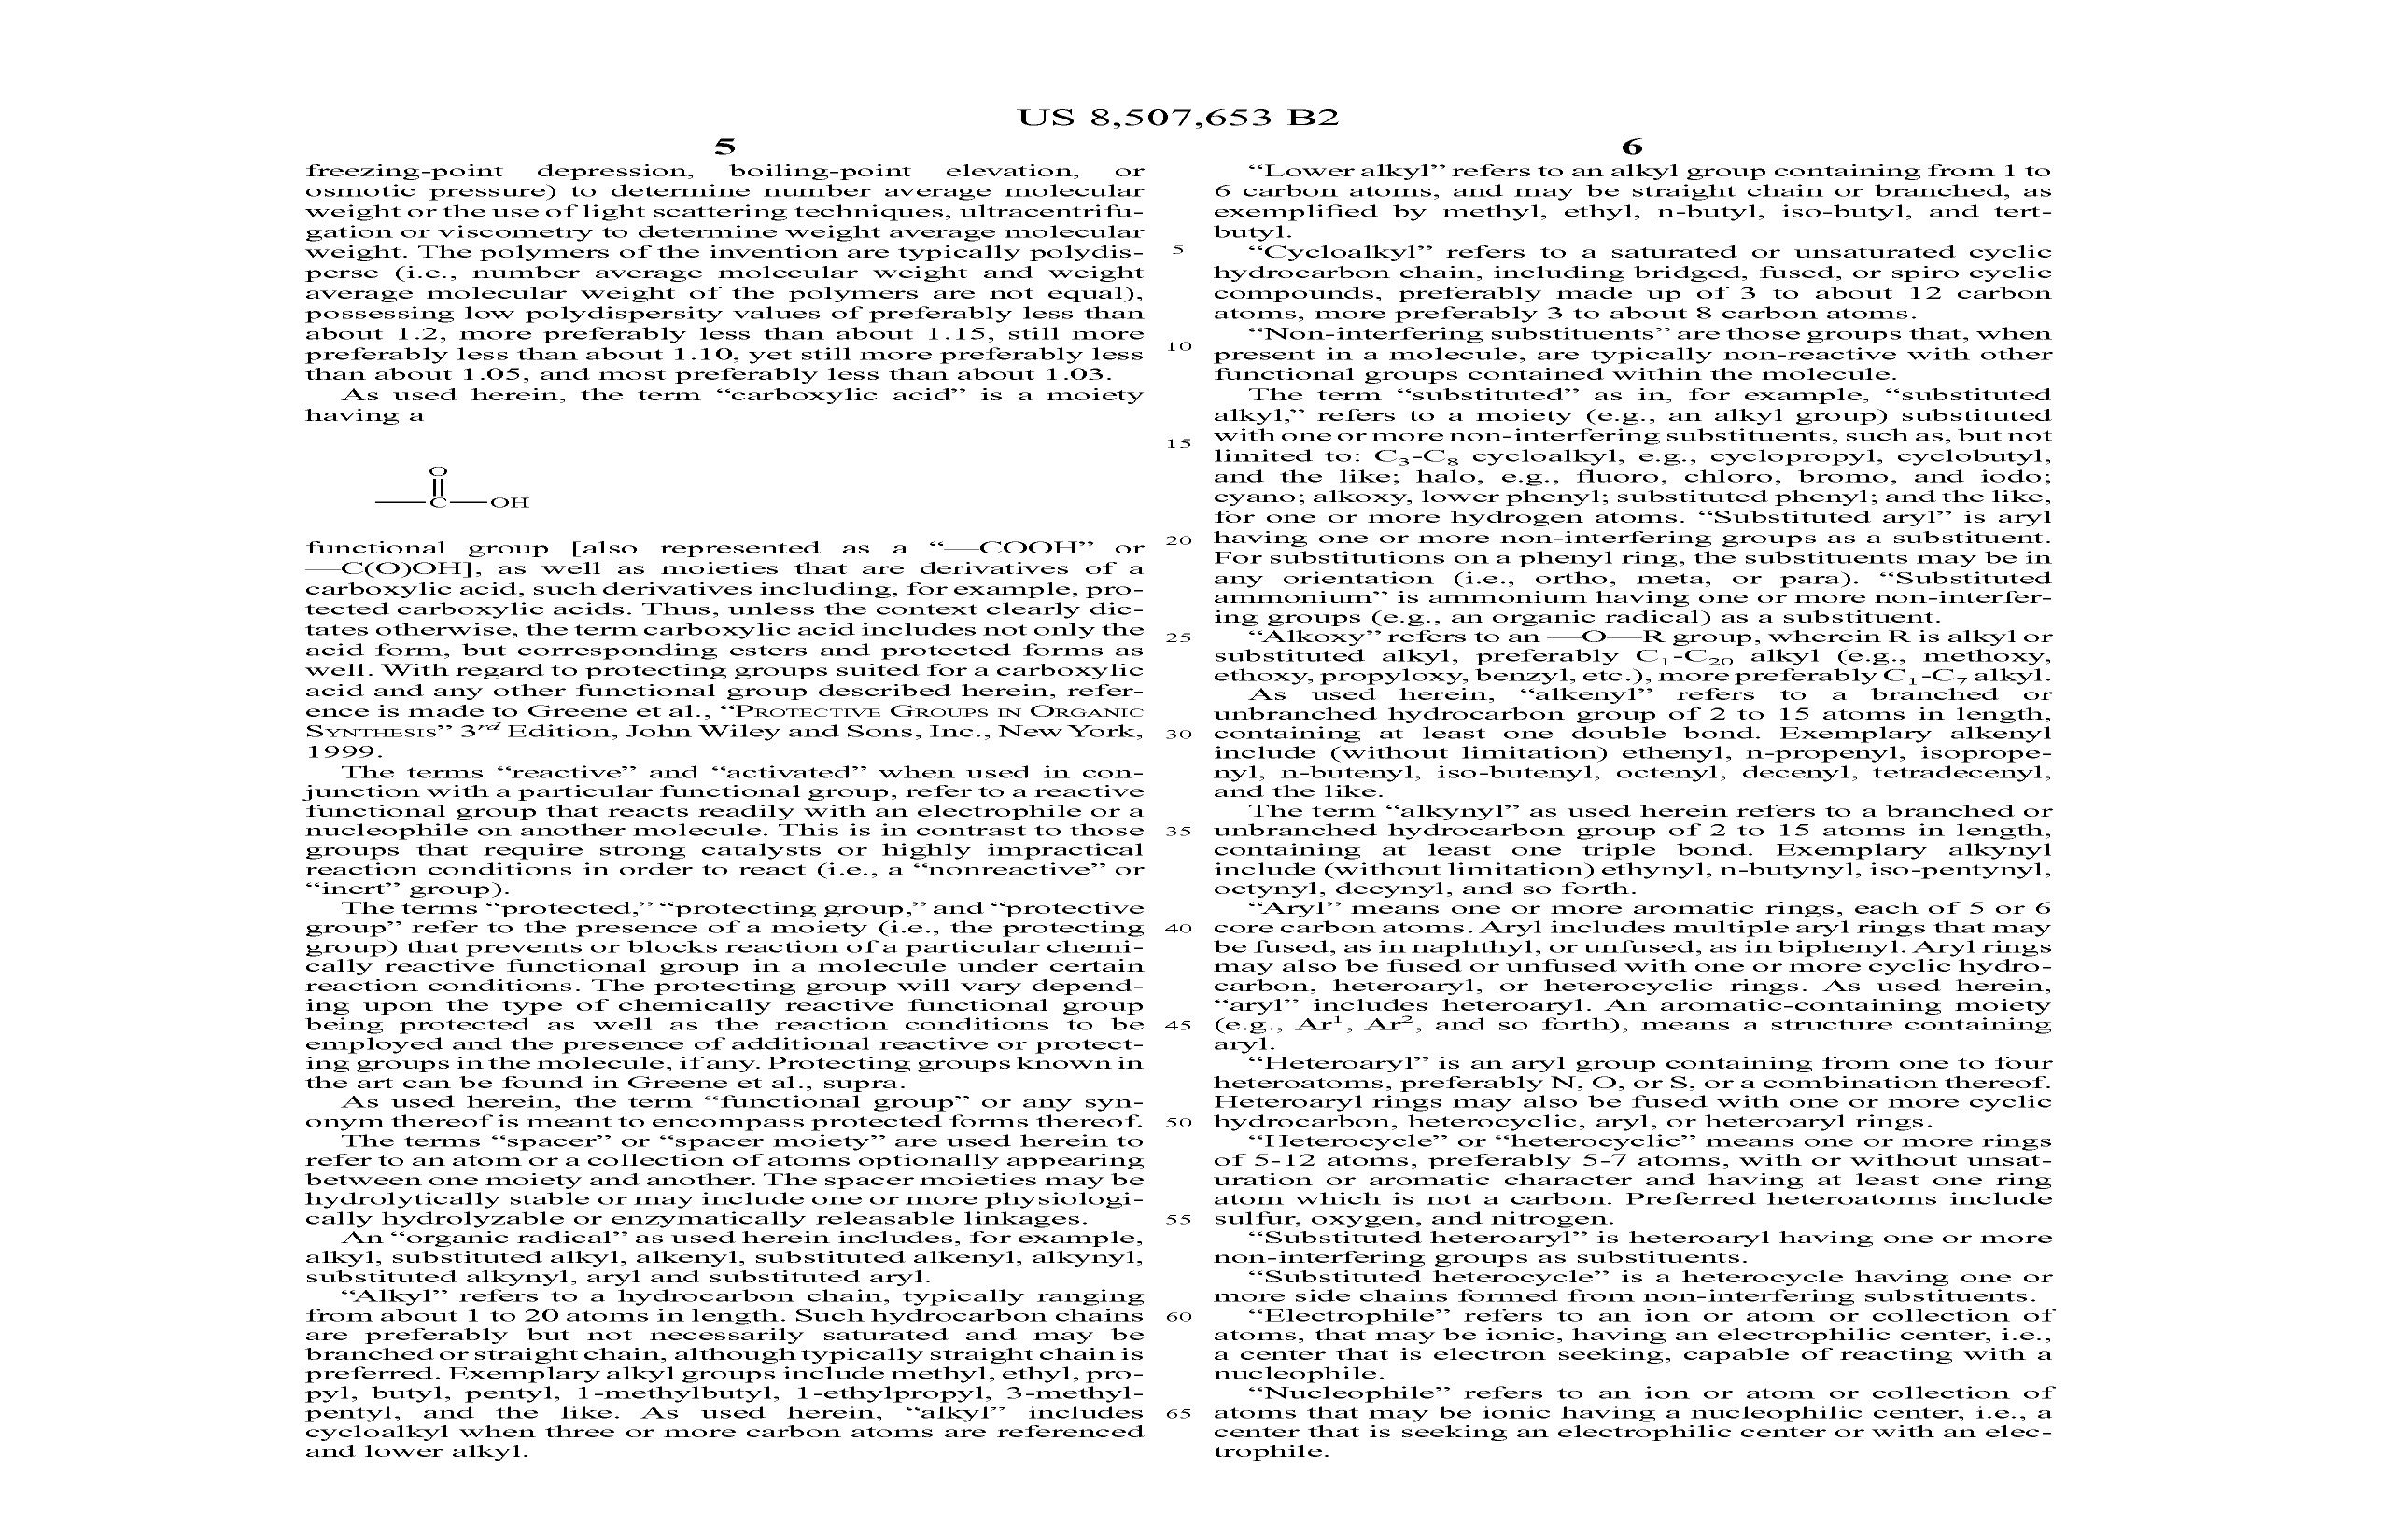 US 8,507,653 B2
5
freezing-point depression, boiling-point elevation, or
osmotic pressure) to determine number average molecular
weight or the use of light scattering techniques, ultracentrifu-
gation or viscometry to determine weight average molecular
weight. The polymers of the invention are typically polydis-
perse (i.e., number average molecular weight and weight
average molecular weight of the polymers are not equal),
possessing low polydispersity values of preferably less than
about 1.2, more preferably less than about 1.15, still more
preferably less than about 1.10, yet still more preferably less
than about 1.05, and most preferably less than about 1.03.
As used herein, the term “carboxylic acid” is a moiety
having a
O
—C—OH
functional group [also represented as a “—COOH” or
—C(O)OH], as well as moieties that are derivatives of a
carboxylic acid, such derivatives including, for example, pro-
tected carboxylic acids. Thus, unless the context clearly dic-
tates otherwise, the term carboxylic acid includes not only the
acid form, but corresponding esters and protected forms as
well. With regard to protecting groups suited for a carboxylic
acid and any other functional group described herein, refer-
ence is made to Greene et al., “PROTECTIVE GROUPS IN ORGANIC
SYNTHESIS” 3rd Edition, John Wiley and Sons, Inc., New York,
1999.
The terms “reactive” and “activated” when used in con-
junction with a particular functional group, refer to a reactive
functional group that reacts readily with an electrophile or a
nucleophile on another molecule. This is in contrast to those
groups that require strong catalysts or highly impractical
reaction conditions in order to react (i.e., a “nonreactive” or
“inert” group).
The terms “protected,” “protecting group,” and “protective
group” refer to the presence of a moiety (i.e., the protecting
group) that prevents or blocks reaction of a particular chemi-
cally reactive functional group in a molecule under certain
reaction conditions. The protecting group will vary depend-
ing upon the type of chemically reactive functional group
being protected as well as the reaction conditions to be
employed and the presence of additional reactive or protect-
ing groups in the molecule, if any. Protecting groups known in
the art can be found in Greene et al., supra.
As used herein, the term “functional group” or any syn-
onym thereof is meant to encompass protected forms thereof.
The terms “spacer” or “spacer moiety” are used herein to
refer to an atom or a collection of atoms optionally appearing
between one moiety and another. The spacer moieties may be
hydrolytically stable or may include one or more physiologi-
cally hydrolyzable or enzymatically releasable linkages.
An “organic radical” as used herein includes, for example,
alkyl, substituted alkyl, alkenyl, substituted alkenyl, alkynyl,
substituted alkynyl, aryl and substituted aryl.
“Alkyl” refers to a hydrocarbon chain, typically ranging
from about 1 to 20 atoms in length. Such hydrocarbon chains
are preferably but not necessarily saturated and may be
branched or straight chain, although typically straight chain is
preferred. Exemplary alkyl groups include methyl, ethyl, pro-
pyl, butyl, pentyl, 1-methylbutyl, 1-ethylpropyl, 3-methyl-
pentyl, and the like. As used herein, “alkyl” includes
cycloalkyl when three or more carbon atoms are referenced
and lower alkyl.
5
10
15
20
25
30
35
40
45
50
55
60
65
6
“Lower alkyl” refers to an alkyl group containing from 1 to
6 carbon atoms, and may be straight chain or branched, as
exemplified by methyl, ethyl, n-butyl, iso-butyl, and tert-
butyl.
“Cycloalkyl” refers to a saturated or unsaturated cyclic
hydrocarbon chain, including bridged, fused, or spiro cyclic
compounds, preferably made up of 3 to about 12 carbon
atoms, more preferably 3 to about 8 carbon atoms.
“Non-interfering substituents” are those groups that, when
present in a molecule, are typically non-reactive with other
functional groups contained within the molecule.
The term “substituted” as in, for example, “substituted
alkyl,” refers to a moiety (e.g., an alkyl group) substituted
with one or more non-interfering substituents, such as, but not
limited to: C₃-C₈ cycloalkyl, e.g., cyclopropyl, cyclobutyl,
and the like; halo, e.g., fluoro, chloro, bromo, and iodo;
cyano; alkoxy, lower phenyl; substituted phenyl; and the like,
for one or more hydrogen atoms. “Substituted aryl” is aryl
having one or more non-interfering groups as a substituent.
For substitutions on a phenyl ring, the substituents may be in
any orientation (i.e., ortho, meta, or para). “Substituted
ammonium” is ammonium having one or more non-interfer-
ing groups (e.g., an organic radical) as a substituent.
“Alkoxy” refers to an —O—R group, wherein R is alkyl or
substituted alkyl, preferably C₁-C₂₀ alkyl (e.g., methoxy,
ethoxy, propyloxy, benzyl, etc.), more preferably C₁-C₇ alkyl.
As used herein, “alkenyl” refers to a branched or
unbranched hydrocarbon group of 2 to 15 atoms in length,
containing at least one double bond. Exemplary alkenyl
include (without limitation) ethenyl, n-propenyl, isoprope-
nyl, n-butenyl, iso-butenyl, octenyl, decenyl, tetradecenyl,
and the like.
The term “alkynyl” as used herein refers to a branched or
unbranched hydrocarbon group of 2 to 15 atoms in length,
containing at least one triple bond. Exemplary alkynyl
include (without limitation) ethynyl, n-butynyl, iso-pentynyl,
octynyl, decynyl, and so forth.
“Aryl” means one or more aromatic rings, each of 5 or 6
core carbon atoms. Aryl includes multiple aryl rings that may
be fused, as in naphthyl, or unfused, as in biphenyl. Aryl rings
may also be fused or unfused with one or more cyclic hydro-
carbon, heteroaryl, or heterocyclic rings. As used herein,
“aryl” includes heteroaryl. An aromatic-containing moiety
(e.g., Ar¹, Ar², and so forth), means a structure containing
aryl.
“Heteroaryl” is an aryl group containing from one to four
heteroatoms, preferably N, O, or S, or a combination thereof.
Heteroaryl rings may also be fused with one or more cyclic
hydrocarbon, heterocyclic, aryl, or heteroaryl rings.
“Heterocycle” or “heterocyclic” means one or more rings
of 5-12 atoms, preferably 5-7 atoms, with or without unsat-
uration or aromatic character and having at least one ring
atom which is not a carbon. Preferred heteroatoms include
sulfur, oxygen, and nitrogen.
“Substituted heteroaryl” is heteroaryl having one or more
non-interfering groups as substituents.
“Substituted heterocycle” is a heterocycle having one or
more side chains formed from non-interfering substituents.
“Electrophile” refers to an ion or atom or collection of
atoms, that may be ionic, having an electrophilic center, i.e.,
a center that is electron seeking, capable of reacting with a
nucleophile.
“Nucleophile” refers to an ion or atom or collection of
atoms that may be ionic having a nucleophilic center, i.e., a
center that is seeking an electrophilic center or with an elec-
trophile.